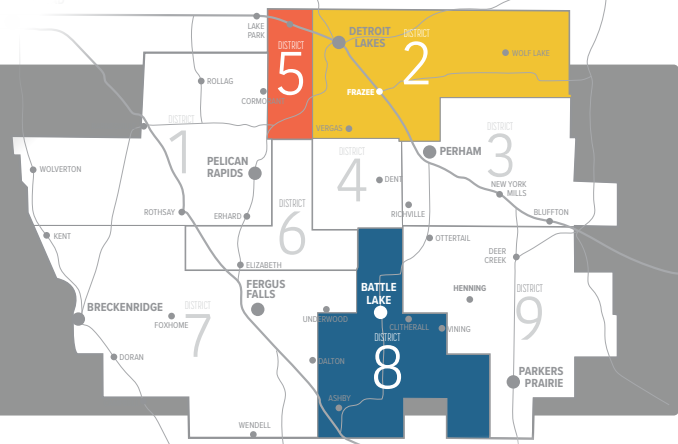 LAKE
PARK
DISTRICT
5
DETROIT
LAKES
DISTRICT
2
WOLF LAKE
ROLLAG
CORMO
FRAZEE
VERGAS
DISTRICT
1
PELICAN
RAPIDS
WOLVERTON
ROTHSAY
ERHARD
DISTRICT
4
DENT
RICHVILLE
PERHAM
DISTRICT
3
NEW YORK
MILLS
BLUFFTON
DISTRICT
6
KENT
ELIZABETH
OTTERTAIL
DEER
CREEK
BRECKENRIDGE
FOXHOME
DISTRICT
7
FERGUS
FALLS
UNDERWOOD
BATTLE
LAKE
CLITHERALL
VINING
HENNING
DISTRICT
9
DISTRICT
8
DORAN
DALTON
ASHBY
WENDELL
PARKERS
PRAIRIE